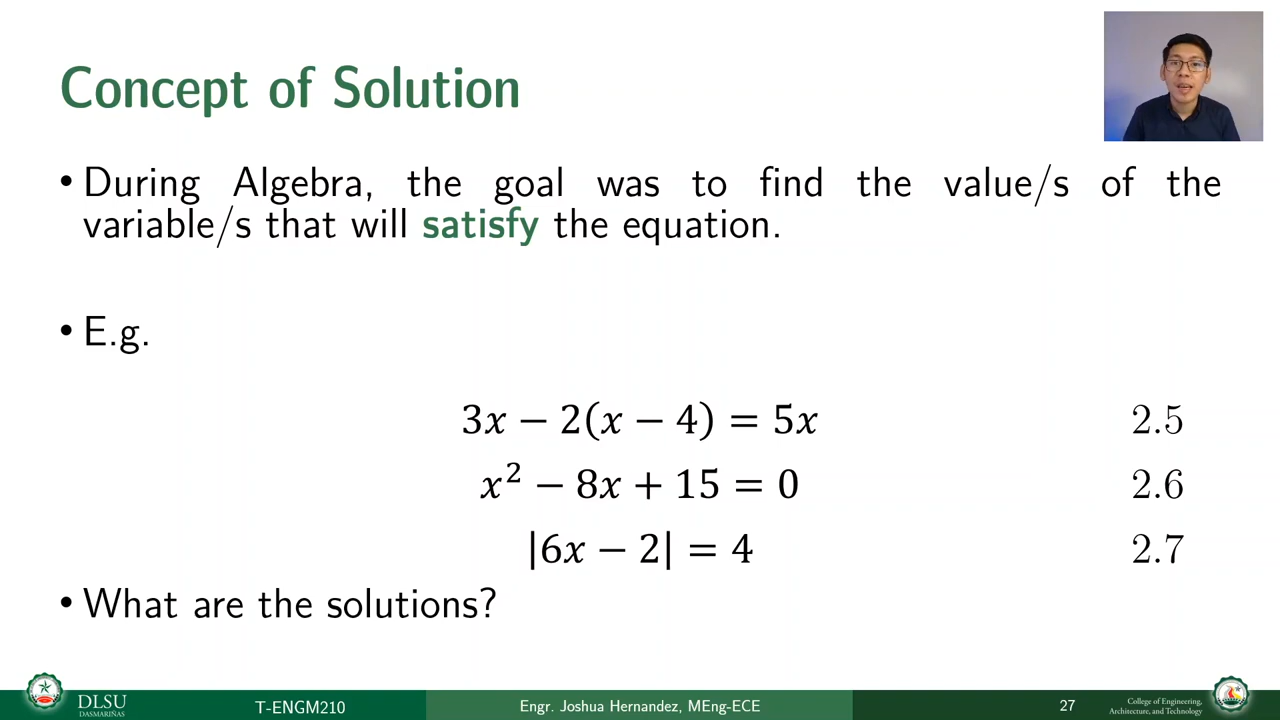 Concept of Solution
• During Algebra, the goal was to find the value/s of the
variable/s that will satisfy the equation.
• E.g.
3x − 2(x − 4) = 5x 2.5
x² − 8x + 15 = 0 2.6
|6x − 2| = 4 2.7
• What are the solutions?
DLSU
DASMARIÑAS
T-ENGM210
Engr. Joshua Hernandez, MEng-ECE
27
College of Engineering,
Architecture, and Technology